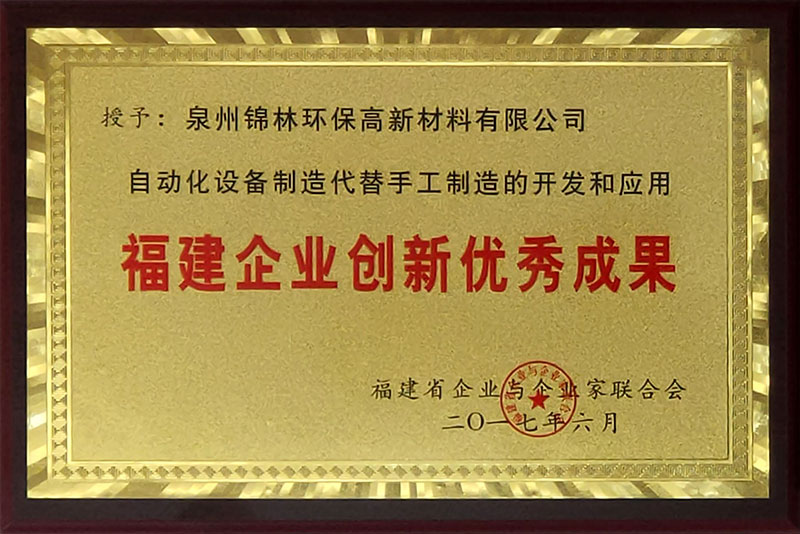 授予：泉州锦林环保高新材料有限公司
自动化设备制造代替手工制造的开发和应用
福建企业创新优秀成果
福建省企业与企业家联合会
二〇一七年六月